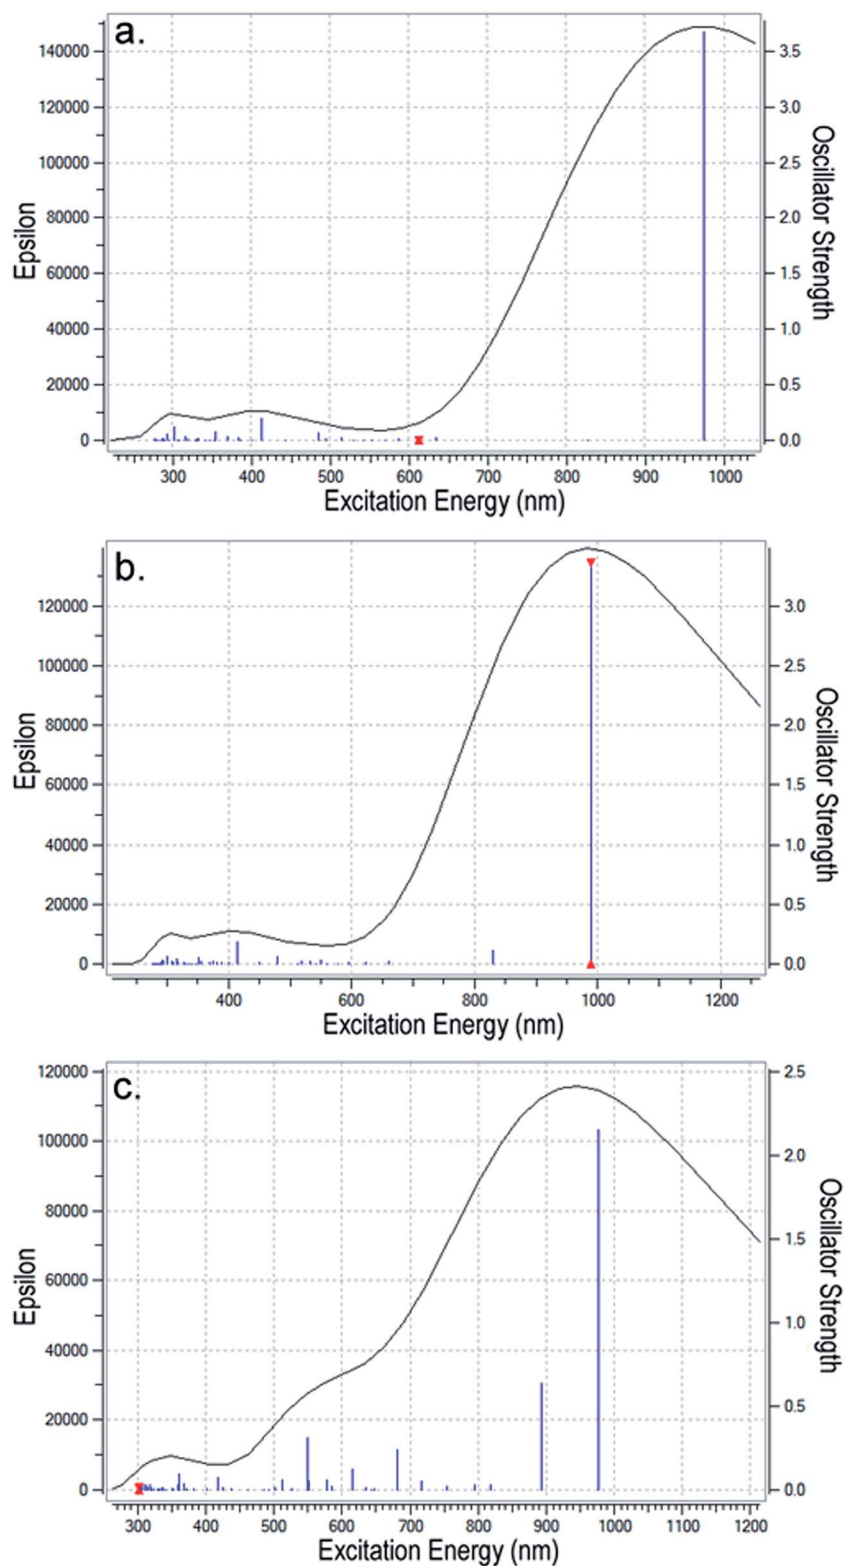 a.
140000
120000
100000
80000
60000
40000
20000
0
Epsilon
3.5
3.0
2.5
2.0
1.5
1.0
0.5
0.0
Oscillator Strength
300 400 500 600 700 800 900 1000
Excitation Energy (nm)
b.
120000
100000
80000
60000
40000
20000
0
Epsilon
3.0
2.5
2.0
1.5
1.0
0.5
0.0
Oscillator Strength
400 600 800 1000 1200
Excitation Energy (nm)
c.
120000
100000
80000
60000
40000
20000
0
Epsilon
2.5
2.0
1.5
1.0
0.5
0.0
Oscillator Strength
300 400 500 600 700 800 900 1000 1100 1200
Excitation Energy (nm)